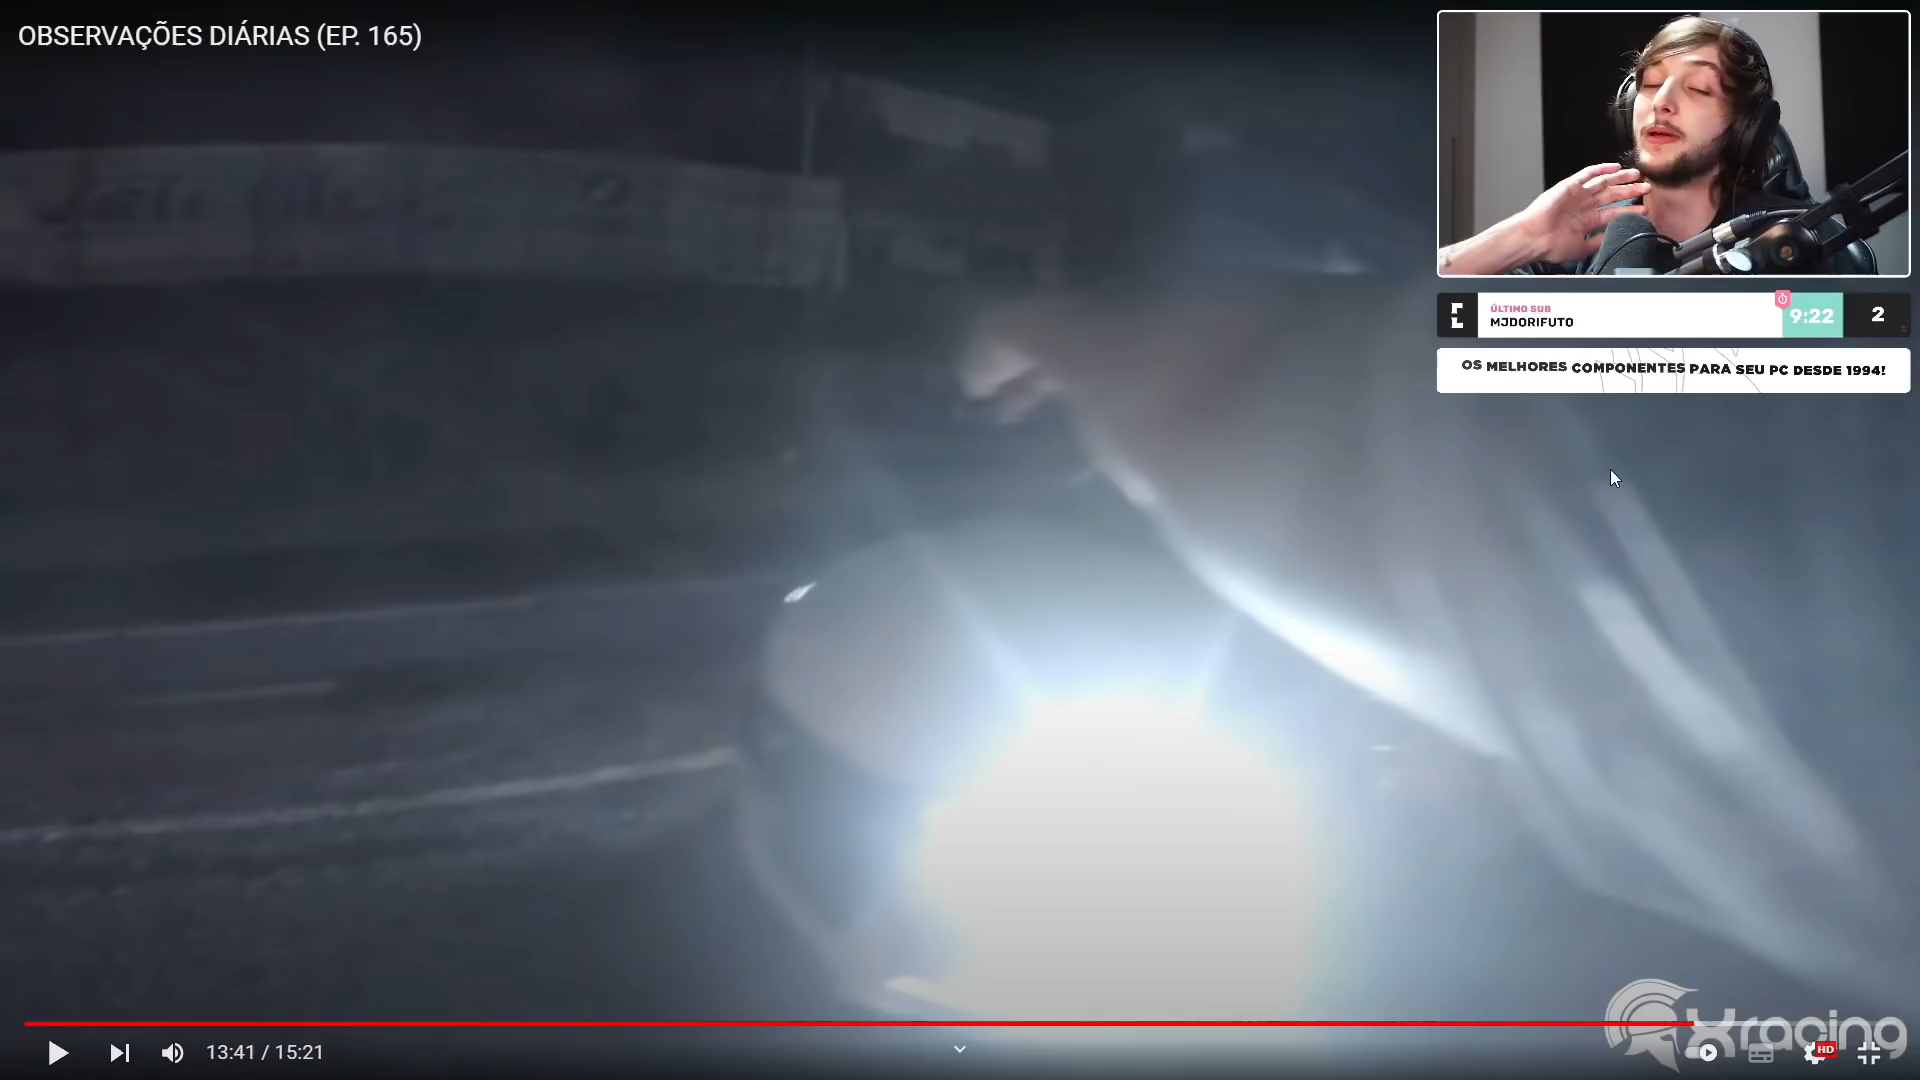 OBSERVAÇÕES DIÁRIAS (EP. 165)
ÚLTIMO SUB
MJDORIFUTO
9:22
2
OS MELHORES COMPONENTES PARA SEU PC DESDE 1994!
Xracing
13:41 / 15:21
HD